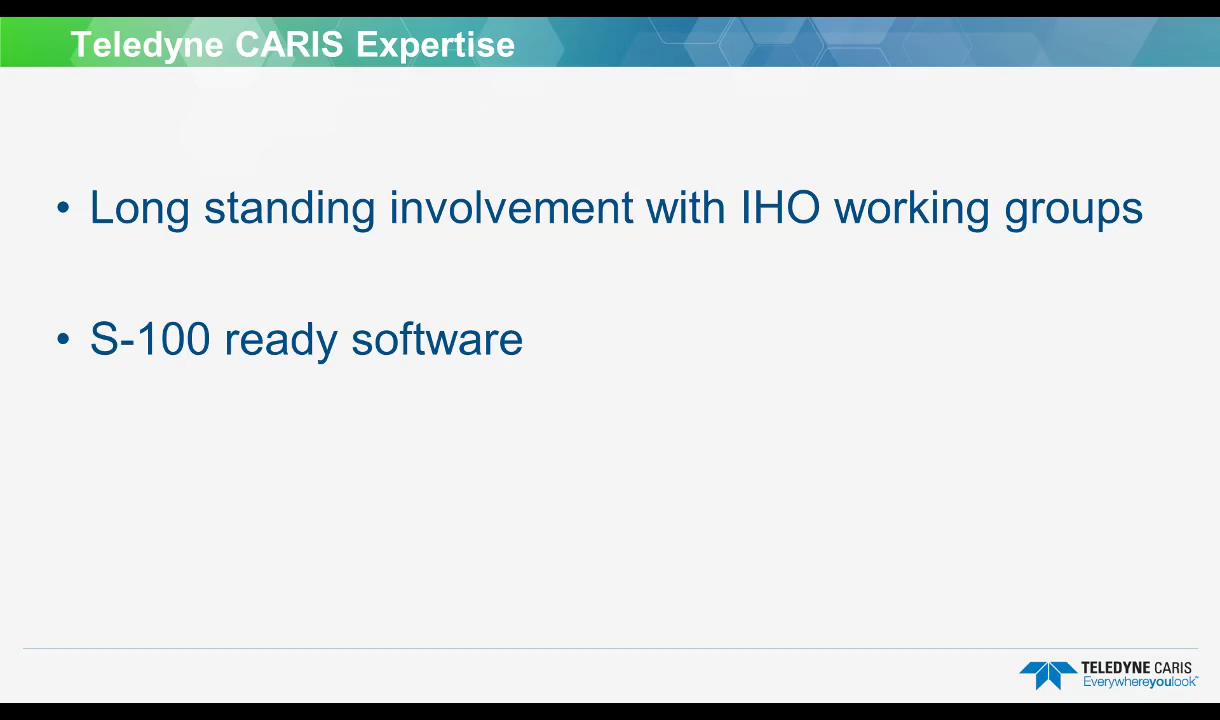 Teledyne CARIS Expertise
• Long standing involvement with IHO working groups
• S-100 ready software
TELEDYNE CARIS
Everywhereyoulook™